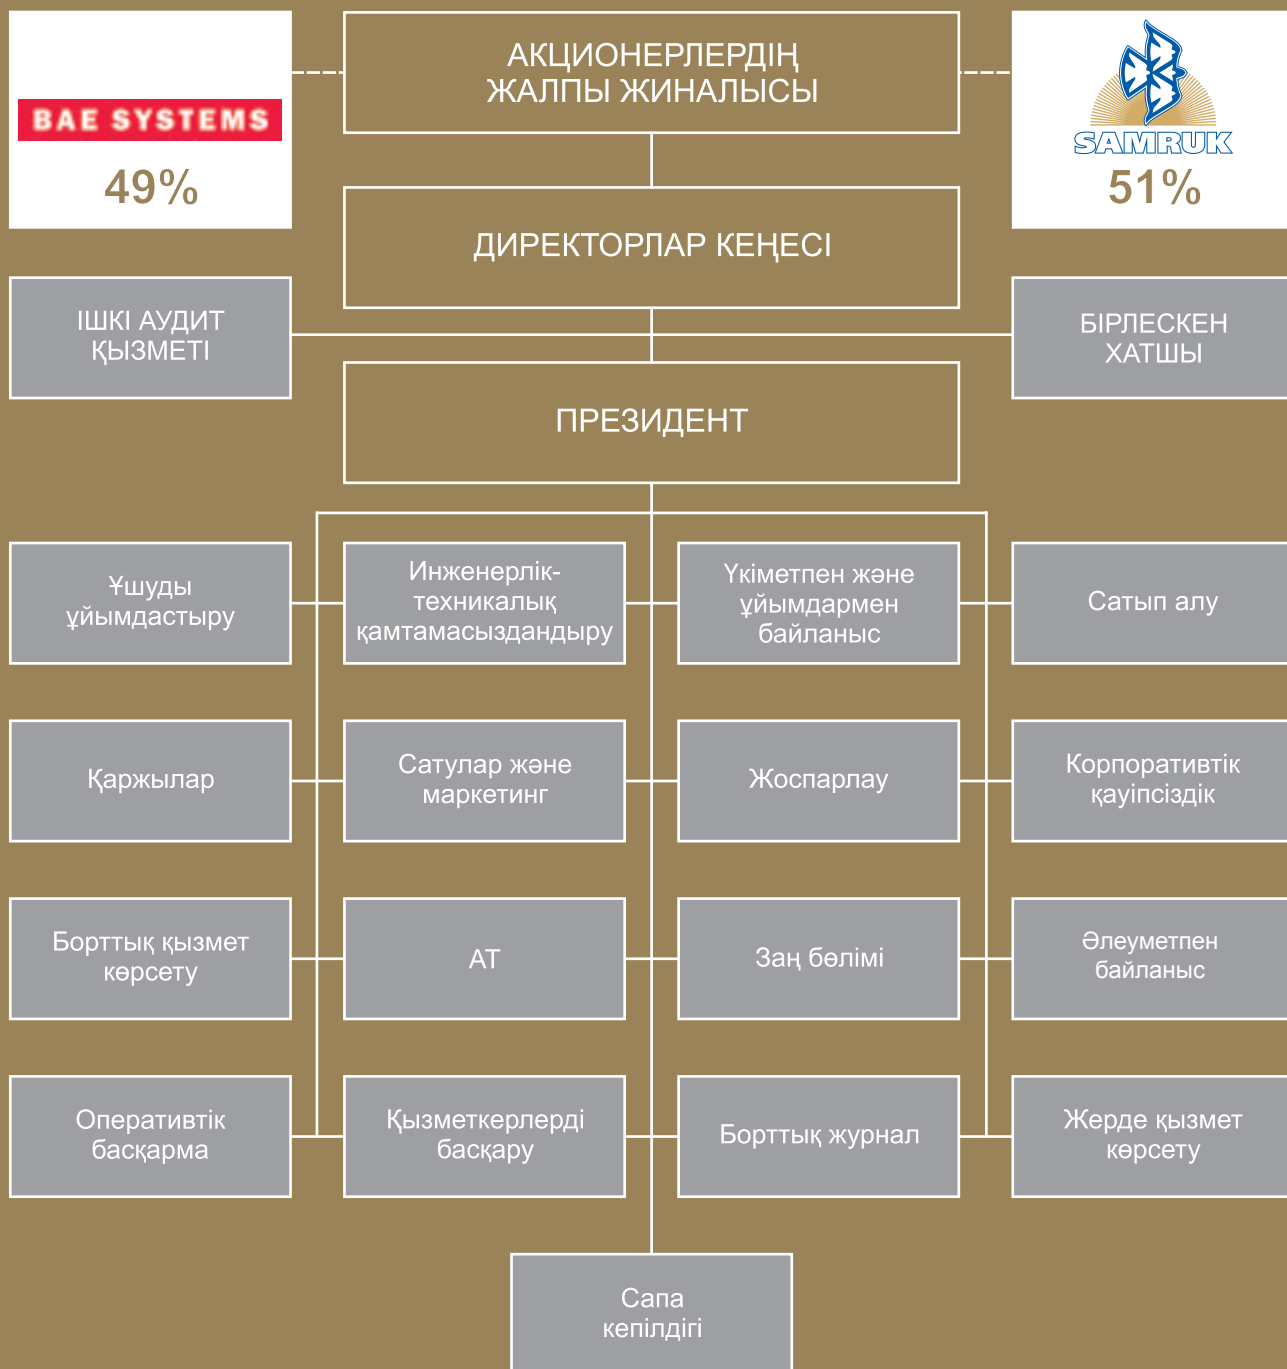 BAE SYSTEMS
49%
АКЦИОНЕРЛЕРДІҢ
ЖАЛПЫ ЖИНАЛЫСЫ
SAMRUK
51%
ДИРЕКТОРЛАР КЕҢЕСІ
ІШКІ АУДИТ
ҚЫЗМЕТІ
БІРЛЕСКЕН
ХАТШЫ
ПРЕЗИДЕНТ
Ұшуды
ұйымдастыру
Инженерлік-
техникалық
қамтамасыздандыру
Үкіметпен және
ұйымдармен
байланыс
Сатып алу
Қаржылар
Сатулар және
маркетинг
Жоспарлау
Корпоративтік
қауіпсіздік
Борттық қызмет
көрсету
АТ
Заң бөлімі
Әлеуметпен
байланыс
Оперативтік
басқарма
Қызметкерлерді
басқару
Борттық журнал
Жерде қызмет
көрсету
Сапа
кепілдігі